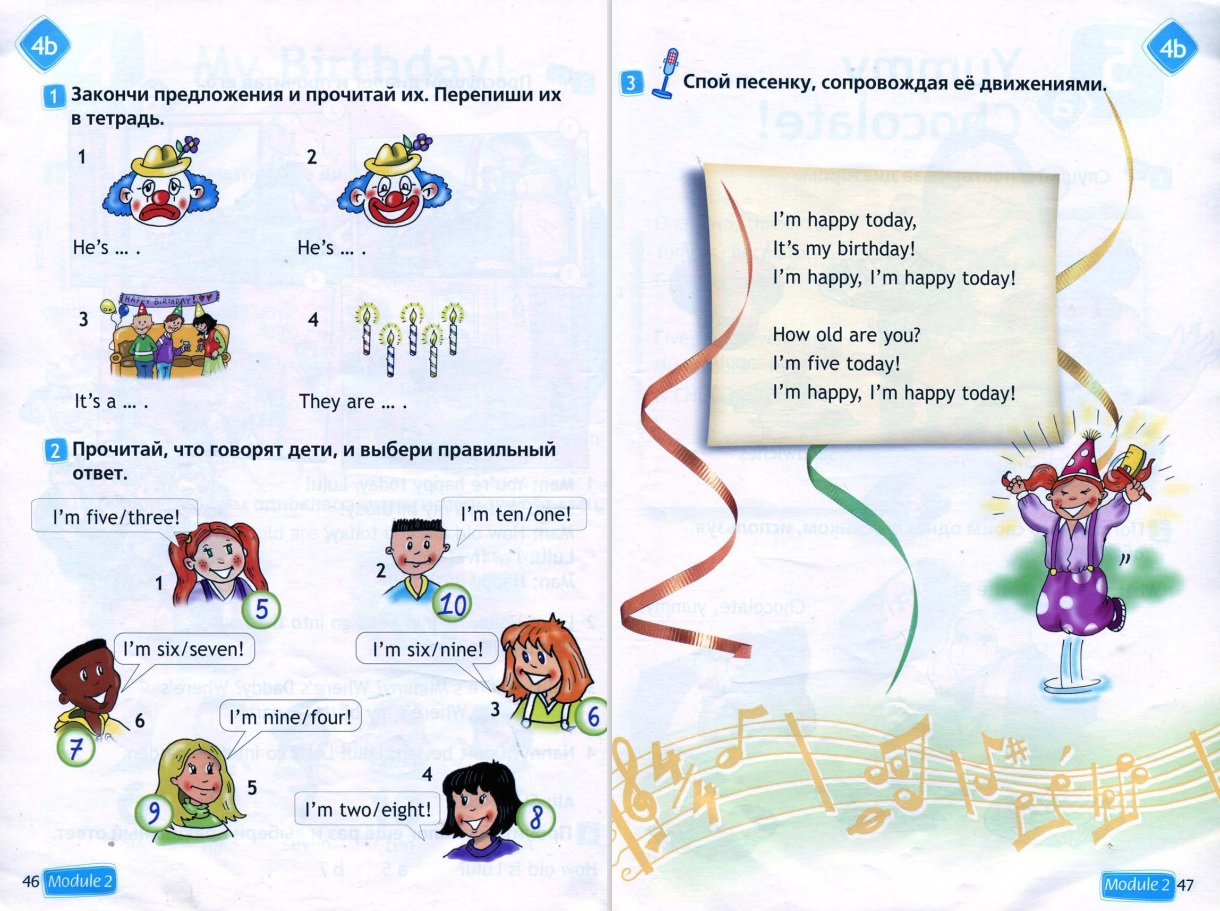 4b
1 Закончи предложения и прочитай их. Перепиши их
в тетрадь.
1
2
He's ... .
He's ... .
HAPPY BIRTHDAY
3
4
It's a ... .
They are ... .
2 Прочитай, что говорят дети, и выбери правильный
ответ.
I'm five/three!
1
5
I'm ten/one!
2
10
I'm six/seven!
6
7
I'm six/nine!
3
6
I'm nine/four!
5
9
4
I'm two/eight!
8
46 Module 2
4b
3 Спой песенку, сопровождая её движениями.
I'm happy today,
It's my birthday!
I'm happy, I'm happy today!
How old are you?
I'm five today!
I'm happy, I'm happy today!
4/4
Module 2 47